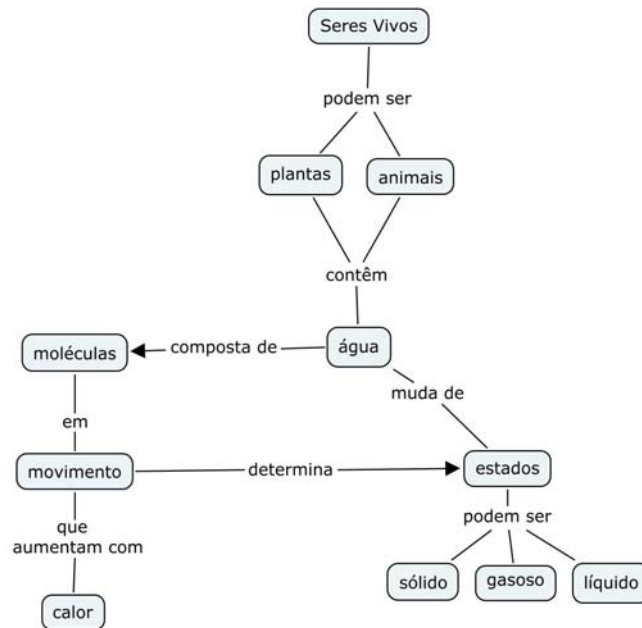 Seres Vivos
podem ser
plantas
animais
contêm
moléculas
composta de
água
muda de
em
movimento
determina
estados
que
aumentam com
podem ser
sólido
gasoso
líquido
calor